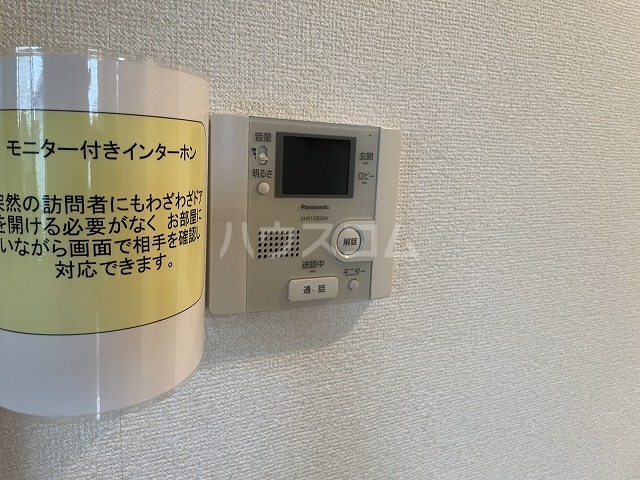 モニター付きインターホン
突然の訪問者にもわざわざドア
を開ける必要がなく お部屋に
いながら画面で相手を確認し
対応できます。
音量
明るさ
玄関
ロビー
Panasonic
ハウスコム
解錠
送話中
モニター
通話